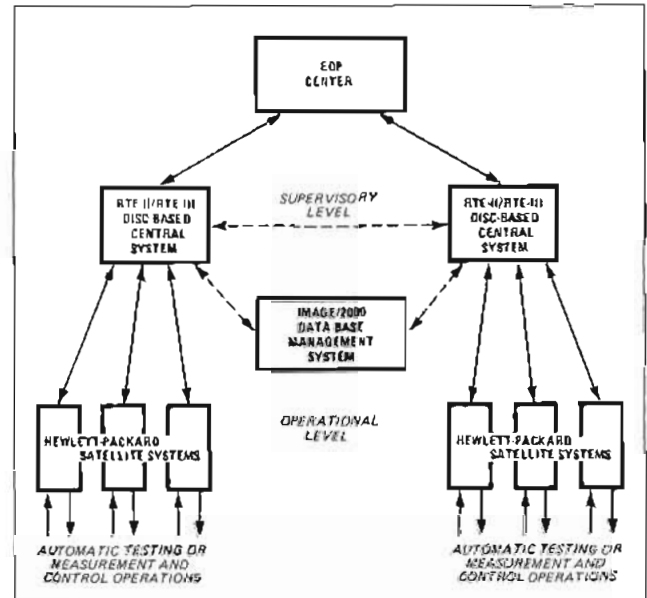 EDP
CENTER
RTE II/RTE III
DISC-BASED
CENTRAL
SYSTEM
SUPERVISORY
LEVEL
RTE-II/RTE-III
DISC-BASED
CENTRAL
SYSTEM
IMAGE/2000
DATA BASE
MANAGEMENT
SYSTEM
OPERATIONAL
LEVEL
HEWLETT-PACKARD
SATELLITE SYSTEMS
HEWLETT-PACKARD
SATELLITE SYSTEMS
AUTOMATIC TESTING OR
MEASUREMENT AND
CONTROL OPERATIONS
AUTOMATIC TESTING OR
MEASUREMENT AND
CONTROL OPERATIONS